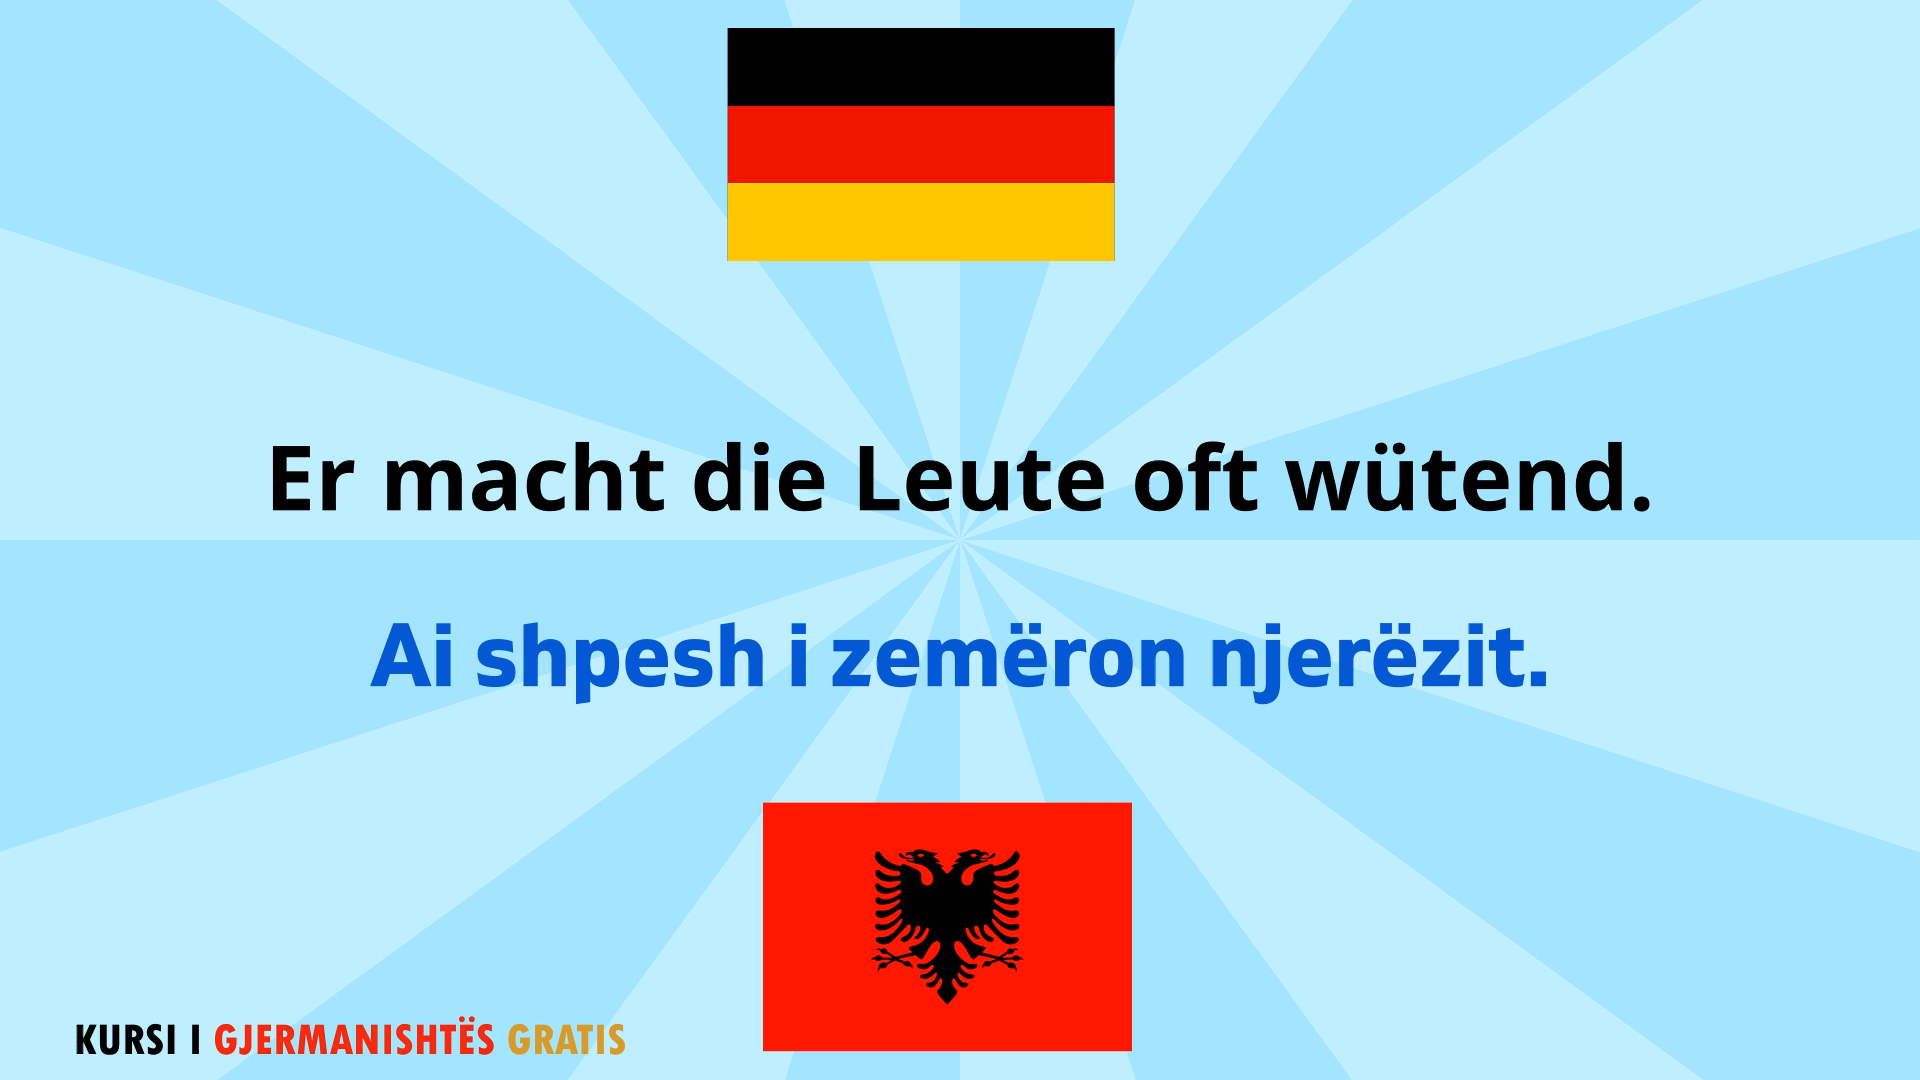 Er macht die Leute oft wütend.
Ai shpesh i zemëron njerëzit.
KURSI I GJERMANISHTËS GRATIS